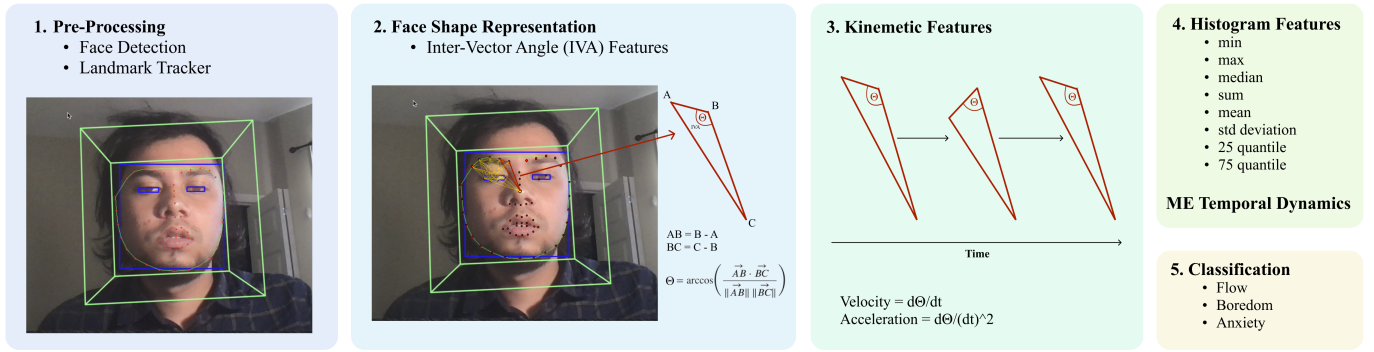 1. Pre-Processing
• Face Detection
• Landmark Tracker
2. Face Shape Representation
• Inter-Vector Angle (IVA) Features
A
B
Θ
IVA
C
AB = B - A
BC = C - B
Θ = arccos( AB · BC / ‖AB‖ ‖BC‖ )
3. Kinemetic Features
Θ
Θ
Θ
Time
Velocity = dΘ/dt
Acceleration = dΘ/(dt)^2
4. Histogram Features
• min
• max
• median
• sum
• mean
• std deviation
• 25 quantile
• 75 quantile
ME Temporal Dynamics
5. Classification
• Flow
• Boredom
• Anxiety